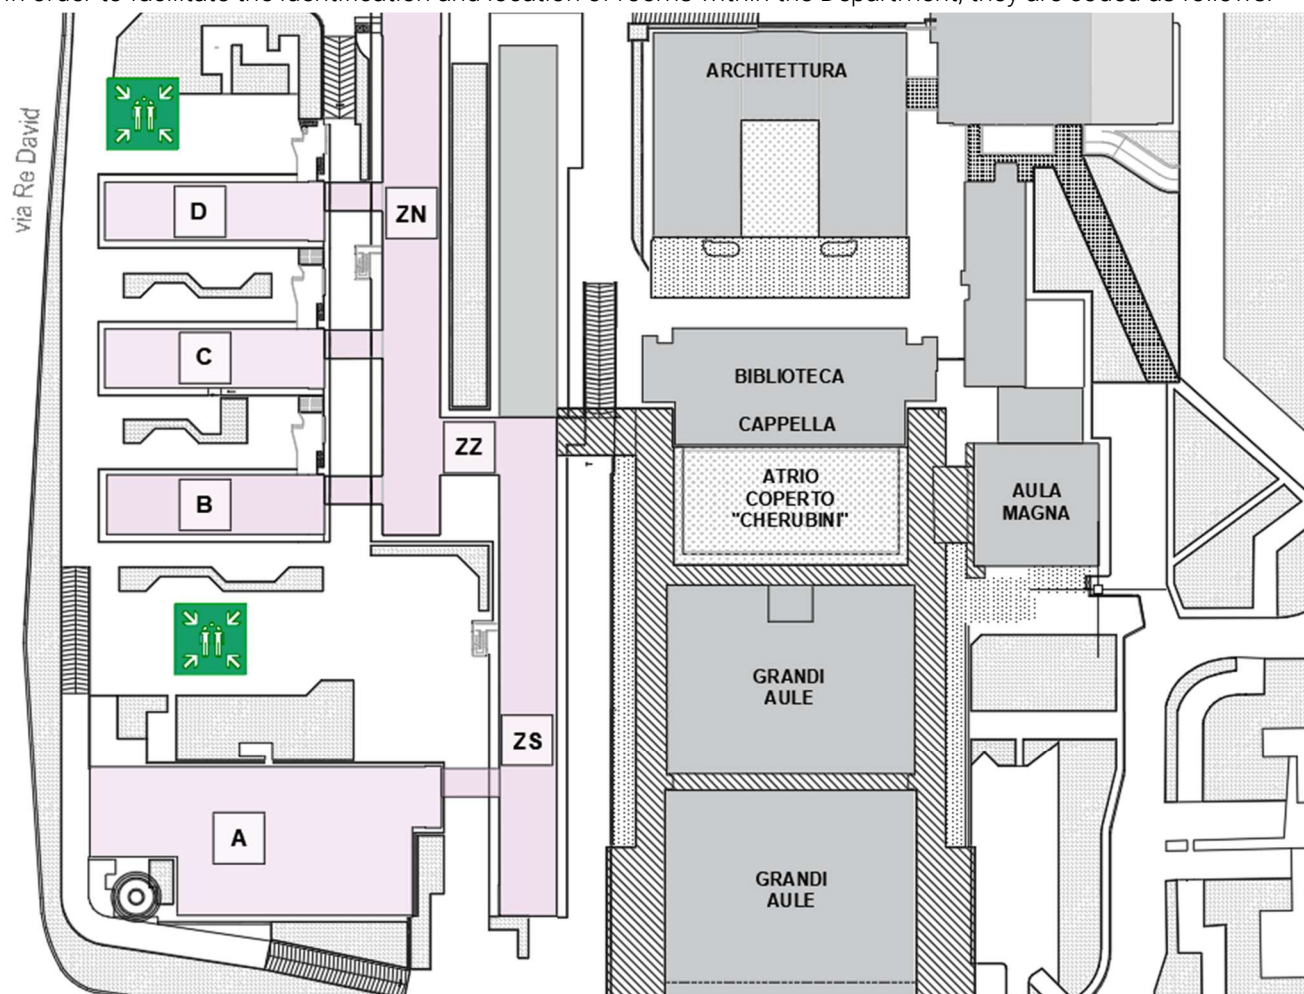 In order to facilitate the identification and location of rooms within the Department, they are coded as follows:
ARCHITETTURA
via Re David
D
ZN
C
BIBLIOTECA
CAPPELLA
ZZ
ATRIO
COPERTO
"CHERUBINI"
AULA
MAGNA
B
GRANDI
AULE
ZS
A
GRANDI
AULE